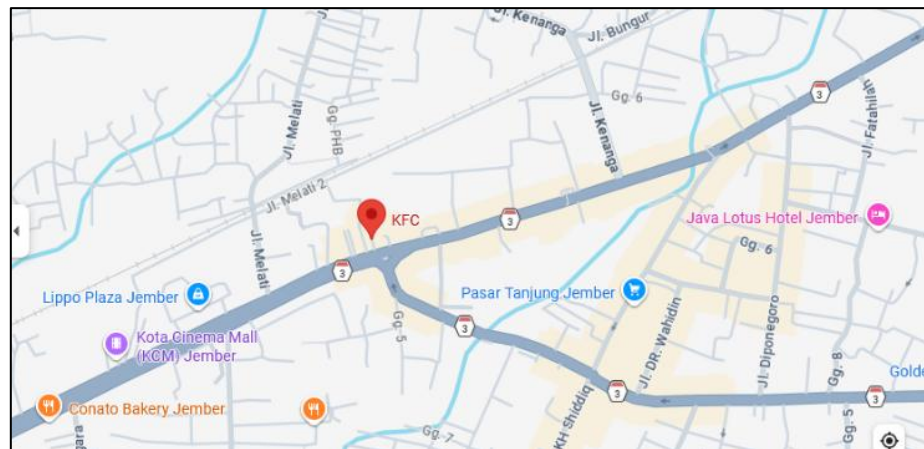 Jl. Kenanga
Jl. Bungur
Jl. Melati
Gg. PHB
Gg. 6
3
Jl. Kenanga
Jl. Fatahillah
Jl. Melati 2
KFC
3
Java Lotus Hotel Jember
Jl. Melati
Gg. 6
3
Lippo Plaza Jember
Pasar Tanjung Jember
Gg. 5
3
Kota Cinema Mall
(KCM) Jember
Jl. DR. Wahidin
Jl. Diponegoro
Gg. 8
Golde
3
3
Conato Bakery Jember
KH Shiddiq
Gg. 7
Gg. 5
gara